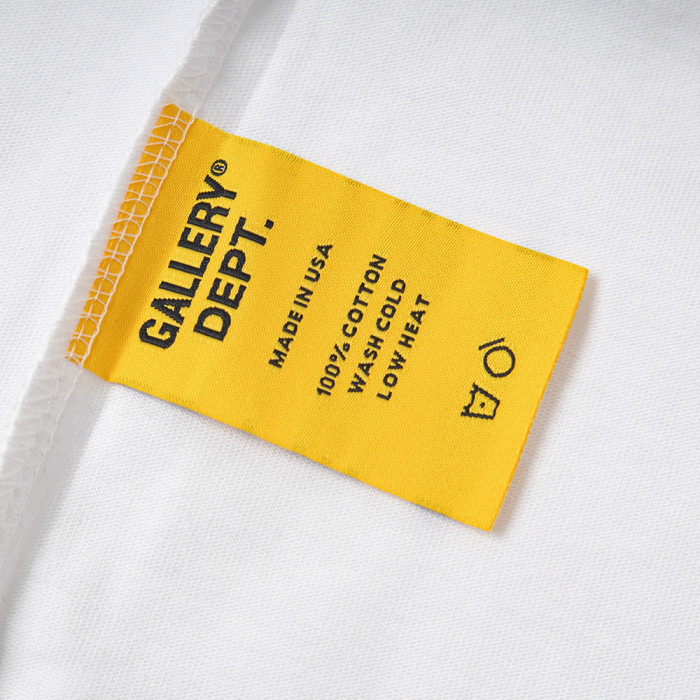 GALLERY®
DEPT.
MADE IN USA
100% COTTON
WASH COLD
LOW HEAT